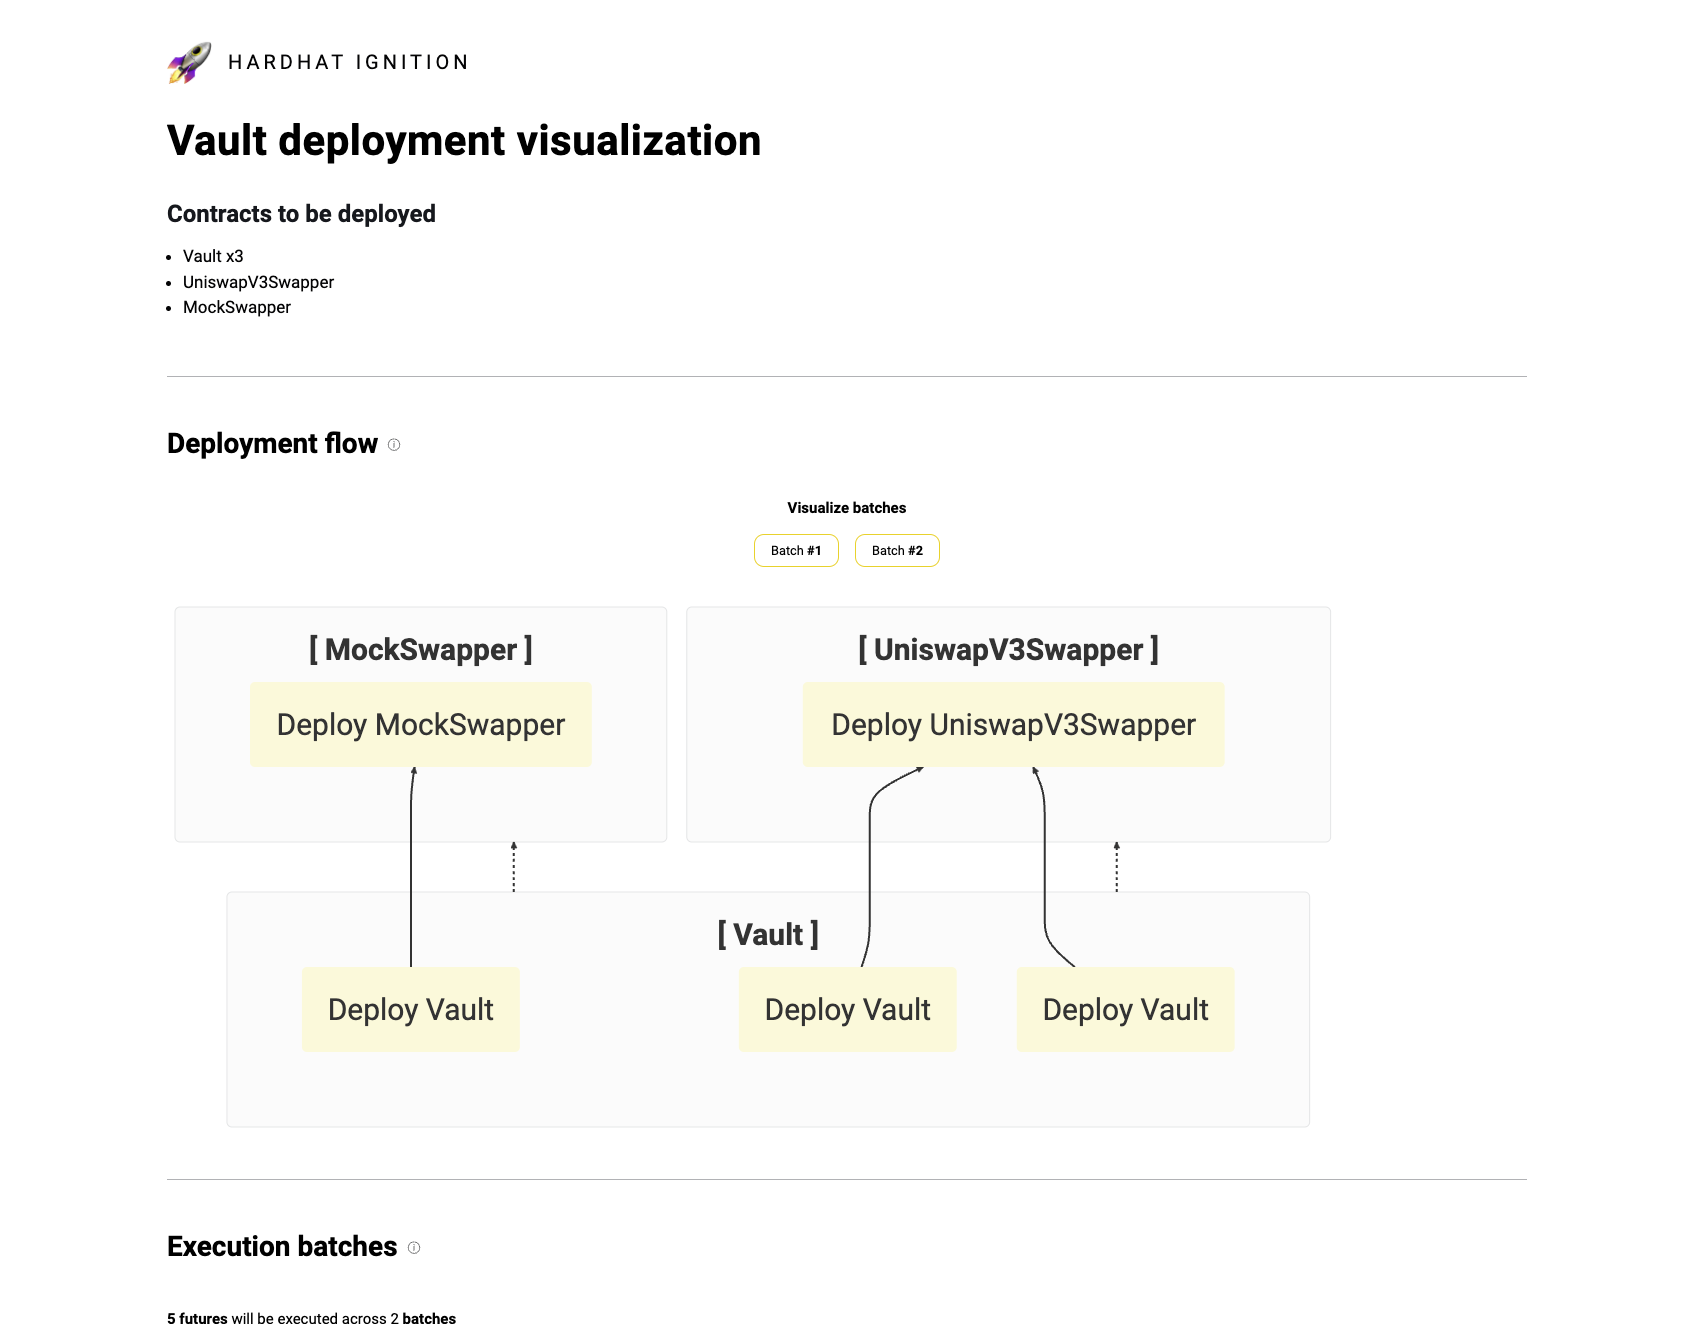 HARDHAT IGNITION
Vault deployment visualization
Contracts to be deployed
• Vault x3
• UniswapV3Swapper
• MockSwapper
Deployment flow ⓘ
Visualize batches
Batch #1 Batch #2
[ MockSwapper ] [ UniswapV3Swapper ]
Deploy MockSwapper Deploy UniswapV3Swapper
[ Vault ]
Deploy Vault Deploy Vault Deploy Vault
Execution batches ⓘ
5 futures will be executed across 2 batches